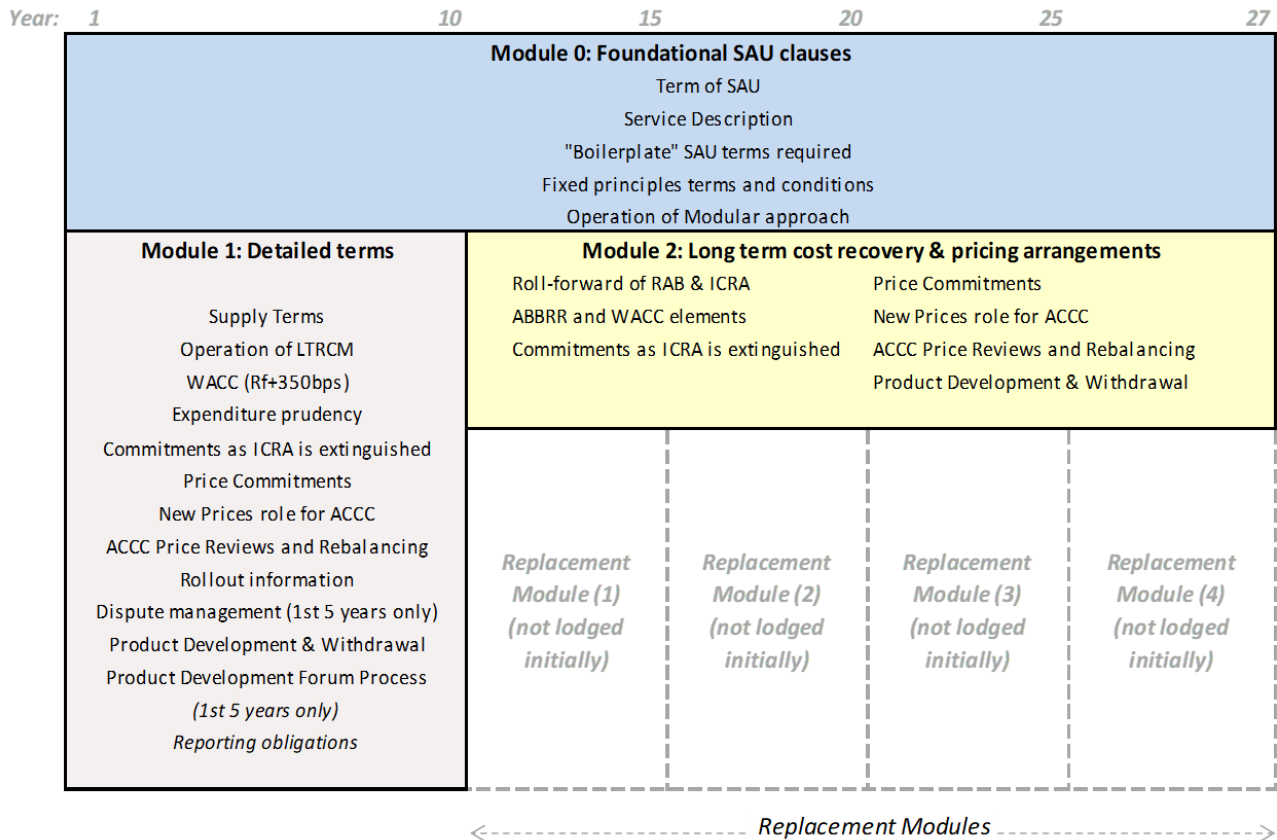 Year: 1 10 15 20 25 27
Module 0: Foundational SAU clauses
Term of SAU
Service Description
"Boilerplate" SAU terms required
Fixed principles terms and conditions
Operation of Modular approach
Module 1: Detailed terms
Supply Terms
Operation of LTRCM
WACC (Rf+350bps)
Expenditure prudency
Commitments as ICRA is extinguished
Price Commitments
New Prices role for ACCC
ACCC Price Reviews and Rebalancing
Rollout information
Dispute management (1st 5 years only)
Product Development & Withdrawal
Product Development Forum Process
(1st 5 years only)
Reporting obligations
Module 2: Long term cost recovery & pricing arrangements
Roll-forward of RAB & ICRA
ABBRR and WACC elements
Commitments as ICRA is extinguished
Price Commitments
New Prices role for ACCC
ACCC Price Reviews and Rebalancing
Product Development & Withdrawal
Replacement
Module (1)
(not lodged
initially)
Replacement
Module (2)
(not lodged
initially)
Replacement
Module (3)
(not lodged
initially)
Replacement
Module (4)
(not lodged
initially)
Replacement Modules